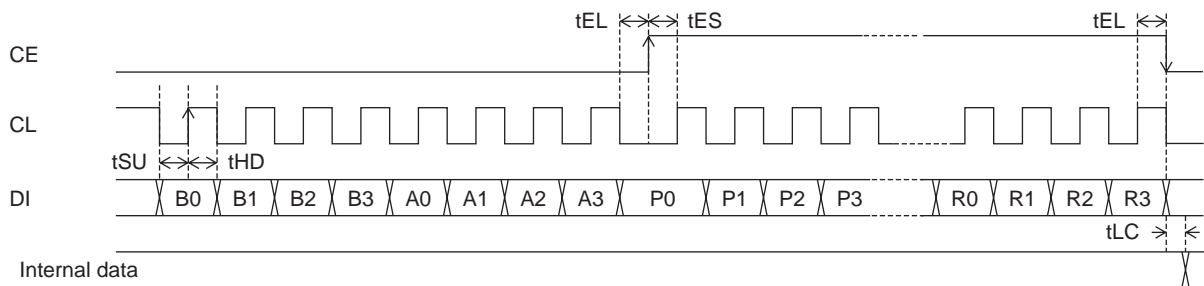 tEL tES tEL
CE
CL
tSU tHD
DI B0 B1 B2 B3 A0 A1 A2 A3 P0 P1 P2 P3 R0 R1 R2 R3
tLC
Internal data